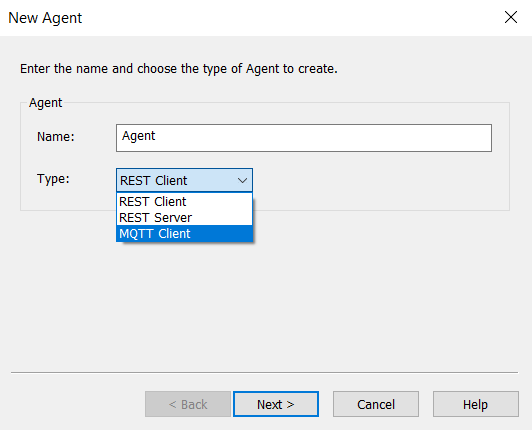 New Agent
Enter the name and choose the type of Agent to create.
Agent
Name: Agent
Type: REST Client
REST Client
REST Server
MQTT Client
< Back Next > Cancel Help